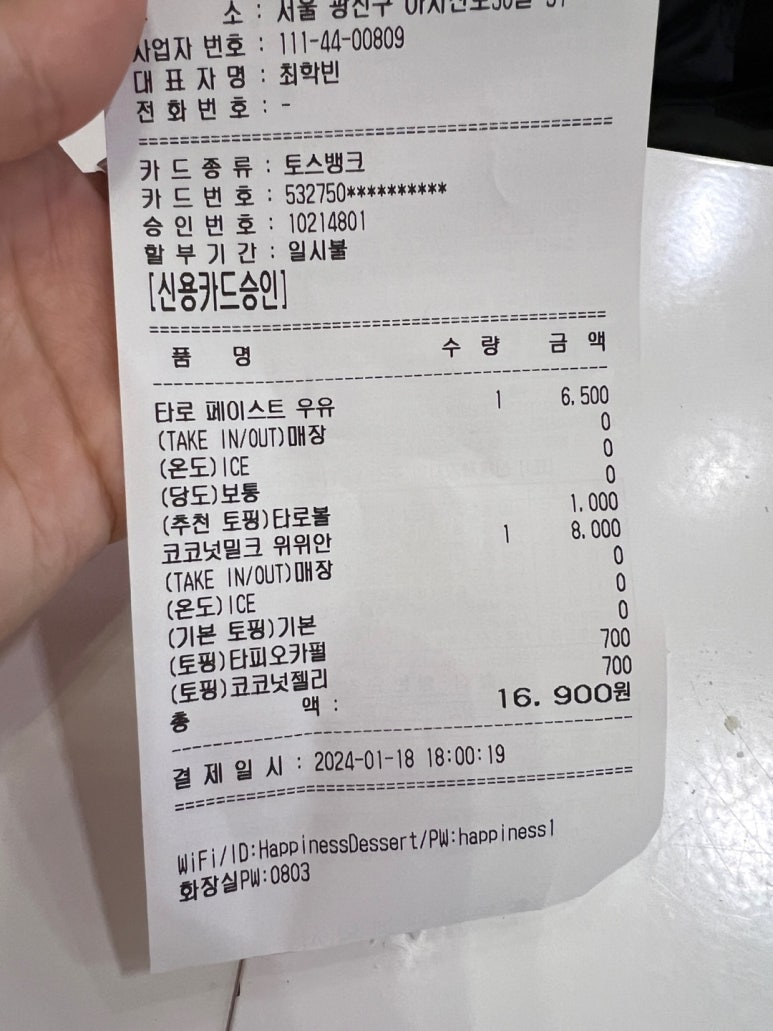 소 : 서울 광진구
사업자 번호 : 111-44-00809
대 표 자 명 : 최학빈
전 화 번 호 : -
카 드 종 류 : 토스뱅크
카 드 번 호 : 532750**********
승 인 번 호 : 10214801
할 부 기 간 : 일시불
[신용카드승인]
품 명 수 량 금 액
타로 페이스트 우유 1 6,500
(TAKE IN/OUT)매장 0
(온도)ICE 0
(당도)보통 0
(추천 토핑)타로볼 1,000
코코넛밀크 위위안 1 8,000
(TAKE IN/OUT)매장 0
(온도)ICE 0
(기본 토핑)기본 0
(토핑)타피오카펄 700
(토핑)코코넛젤리 700
총 액 : 16,900원
결 제 일 시 : 2024-01-18 18:00:19
WiFi/ID:HappinessDessert/PW:happiness1
화장실PW:0803